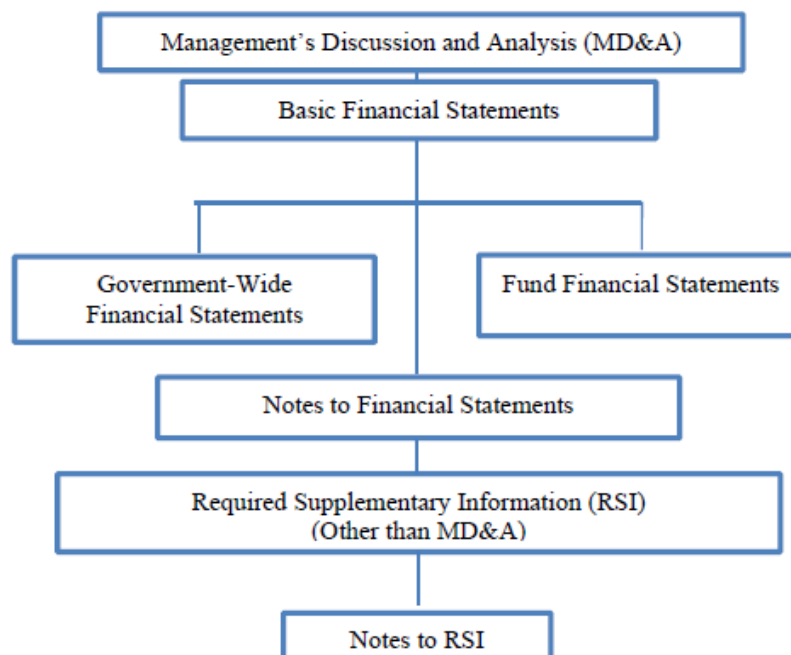 Management’s Discussion and Analysis (MD&A)
Basic Financial Statements
Government-Wide
Financial Statements
Fund Financial Statements
Notes to Financial Statements
Required Supplementary Information (RSI)
(Other than MD&A)
Notes to RSI